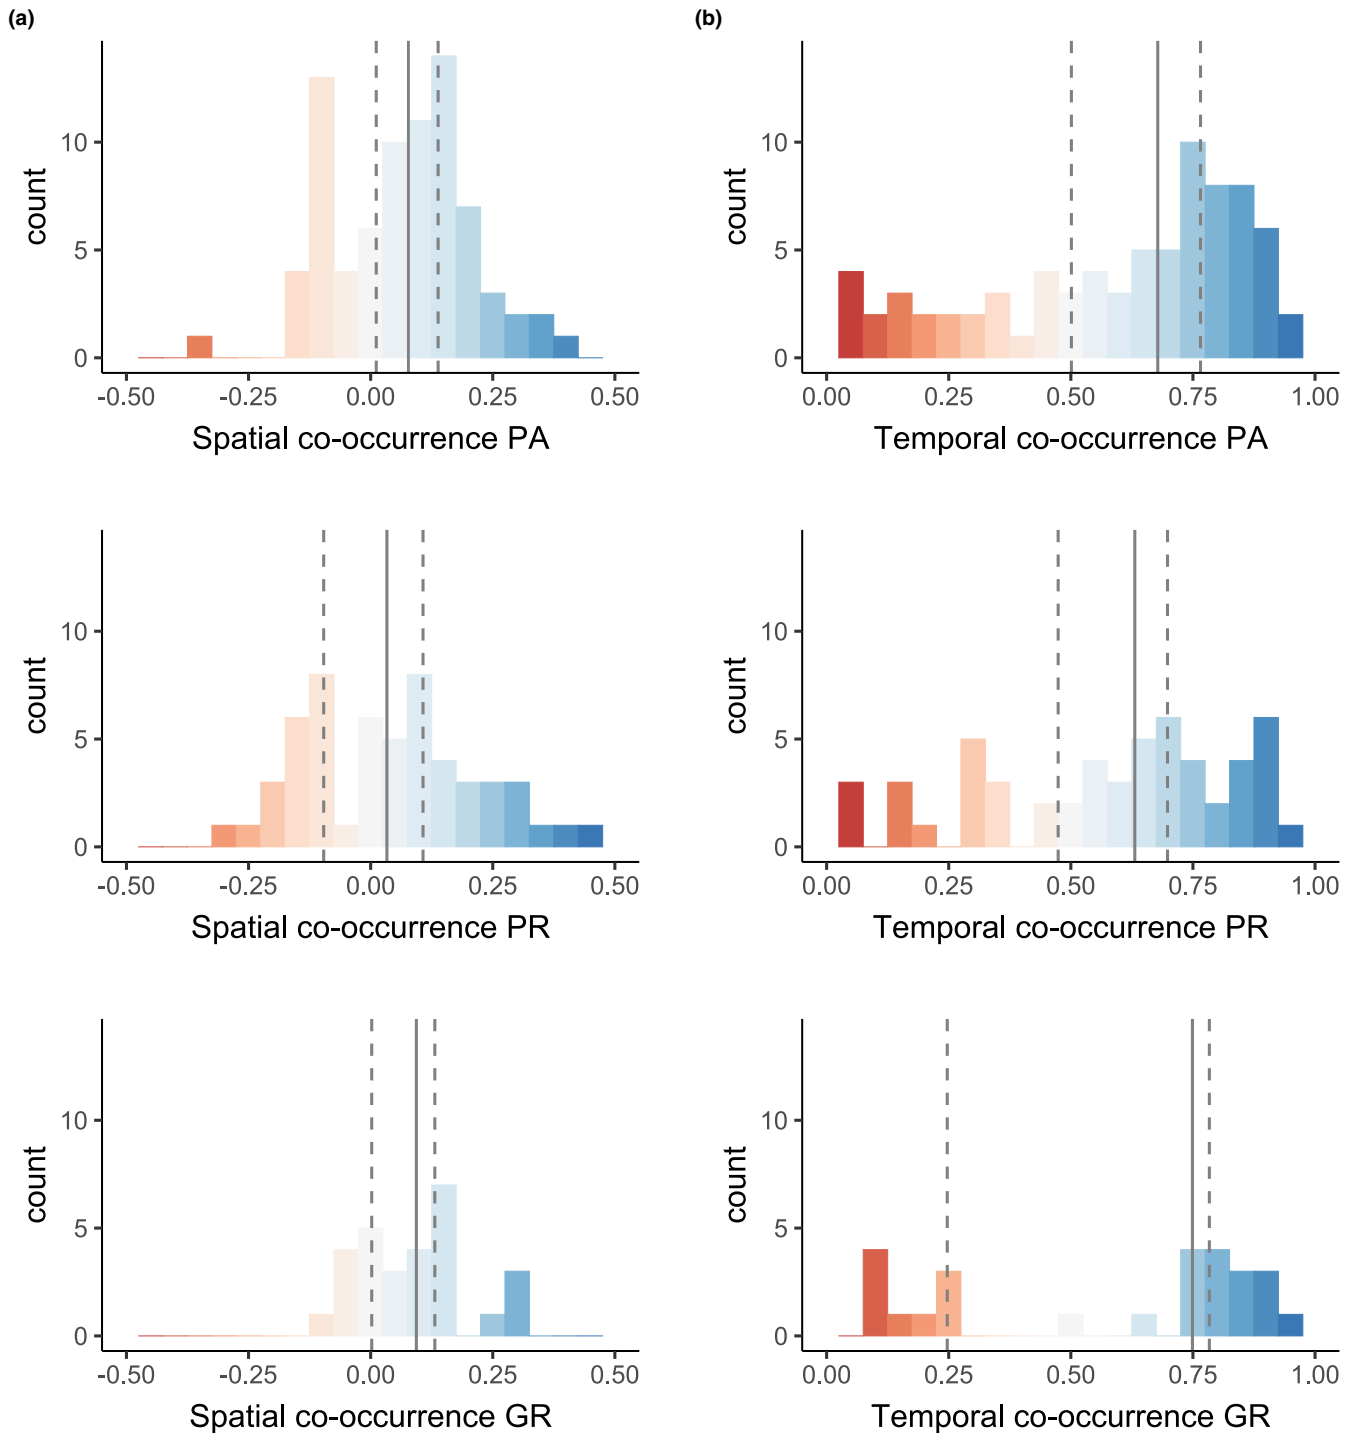 (a)
(b)
count
10
5
0
-0.50 -0.25 0.00 0.25 0.50
Spatial co-occurrence PA
count
10
5
0
0.00 0.25 0.50 0.75 1.00
Temporal co-occurrence PA
count
10
5
0
-0.50 -0.25 0.00 0.25 0.50
Spatial co-occurrence PR
count
10
5
0
0.00 0.25 0.50 0.75 1.00
Temporal co-occurrence PR
count
10
5
0
-0.50 -0.25 0.00 0.25 0.50
Spatial co-occurrence GR
count
10
5
0
0.00 0.25 0.50 0.75 1.00
Temporal co-occurrence GR